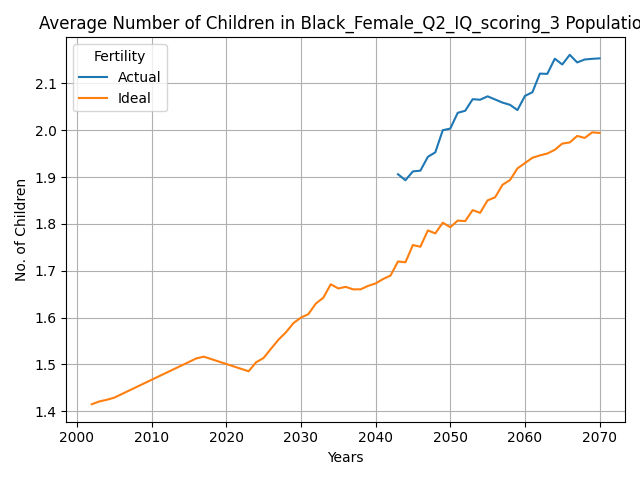 Average Number of Children in Black_Female_Q2_IQ_scoring_3 Populatio
Fertility
Actual
Ideal
No. of Children
2.1
2.0
1.9
1.8
1.7
1.6
1.5
1.4
2000 2010 2020 2030 2040 2050 2060 2070
Years